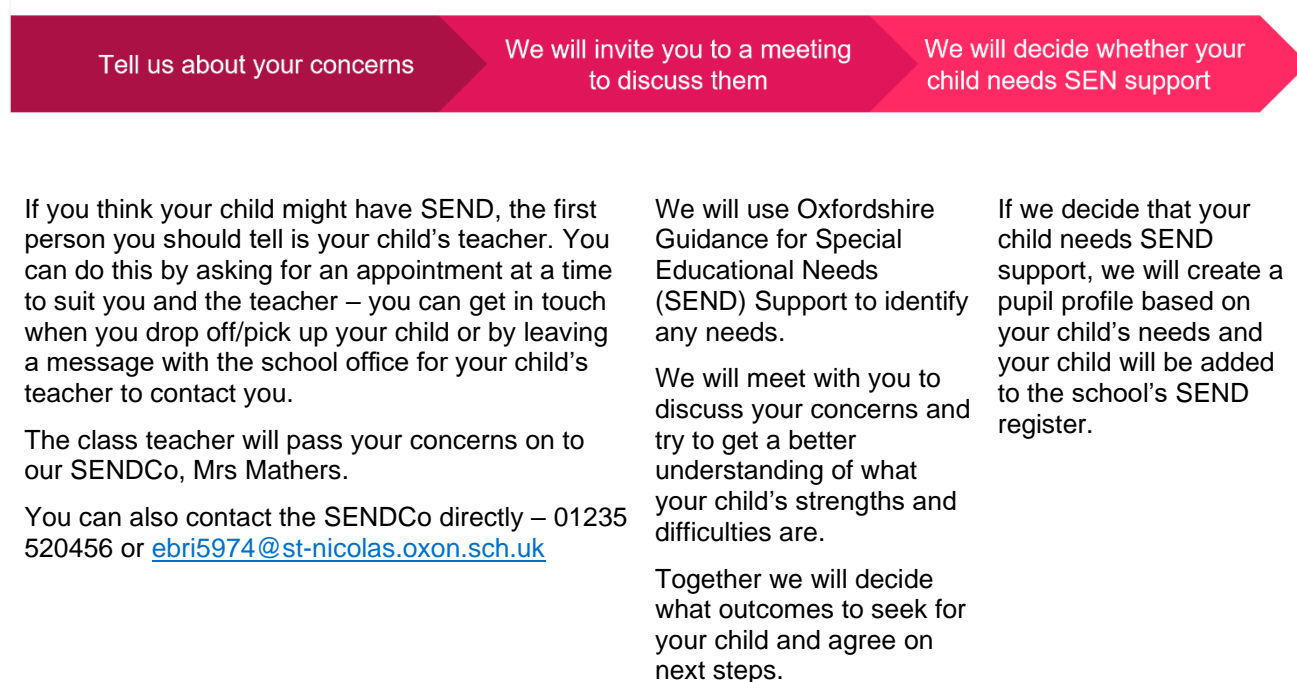 Tell us about your concerns
We will invite you to a meeting
to discuss them
We will decide whether your
child needs SEN support
If you think your child might have SEND, the first
person you should tell is your child’s teacher. You
can do this by asking for an appointment at a time
to suit you and the teacher – you can get in touch
when you drop off/pick up your child or by leaving
a message with the school office for your child’s
teacher to contact you.
The class teacher will pass your concerns on to
our SENDCo, Mrs Mathers.
You can also contact the SENDCo directly – 01235
520456 or ebri5974@st-nicolas.oxon.sch.uk
We will use Oxfordshire
Guidance for Special
Educational Needs
(SEND) Support to identify
any needs.
We will meet with you to
discuss your concerns and
try to get a better
understanding of what
your child’s strengths and
difficulties are.
Together we will decide
what outcomes to seek for
your child and agree on
next steps.
If we decide that your
child needs SEND
support, we will create a
pupil profile based on
your child’s needs and
your child will be added
to the school’s SEND
register.